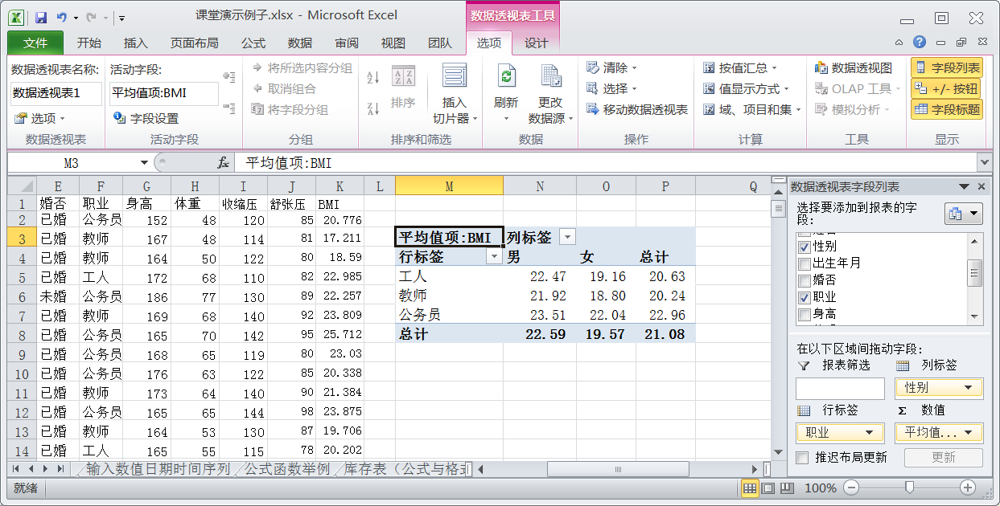 课堂演示例子.xlsx - Microsoft Excel
数据透视表工具
文件 开始 插入 页面布局 公式 数据 审阅 视图 团队 选项 设计
数据透视表名称: 活动字段:
数据透视表1 平均值项:BMI
选项 字段设置
将所选内容分组
取消组合
将字段分组
排序
插入
切片器
刷新
更改
数据源
清除
选择
移动数据透视表
按值汇总
值显示方式
域、项目和集
数据透视图
OLAP 工具
模拟分析
字段列表
+/- 按钮
字段标题
数据透视表 活动字段 分组 排序和筛选 数据 操作 计算 工具 显示
M3 fx 平均值项:BMI
E F G H I J K L M N O P Q
1 婚否 职业 身高 体重 收缩压 舒张压 BMI
2 已婚 公务员 152 48 120 85 20.776
3 已婚 教师 167 48 114 81 17.211 平均值项:BMI 列标签
4 已婚 教师 164 50 122 80 18.59 行标签 男 女 总计
5 已婚 工人 172 68 110 82 22.985 工人 22.47 19.16 20.63
6 未婚 公务员 186 77 130 89 22.257 教师 21.92 18.80 20.24
7 已婚 教师 169 68 140 92 23.809 公务员 23.51 22.04 22.96
8 已婚 公务员 165 70 142 95 25.712 总计 22.59 19.57 21.08
9 已婚 公务员 168 65 119 80 23.03
10 已婚 公务员 176 63 122 85 20.338
11 已婚 教师 173 64 140 90 21.384
12 已婚 公务员 165 65 144 98 23.875
13 已婚 教师 164 53 130 87 19.706
14 已婚 工人 165 55 115 78 20.202
数据透视表字段列表
选择要添加到报表的字
段:
性别
出生年月
婚否
职业
身高
在以下区域间拖动字段:
报表筛选 列标签
性别
行标签 Σ 数值
职业 平均值...
推迟布局更新 更新
输入数值日期时间序列 公式函数举例 库存表（公式与格式
就绪 100%